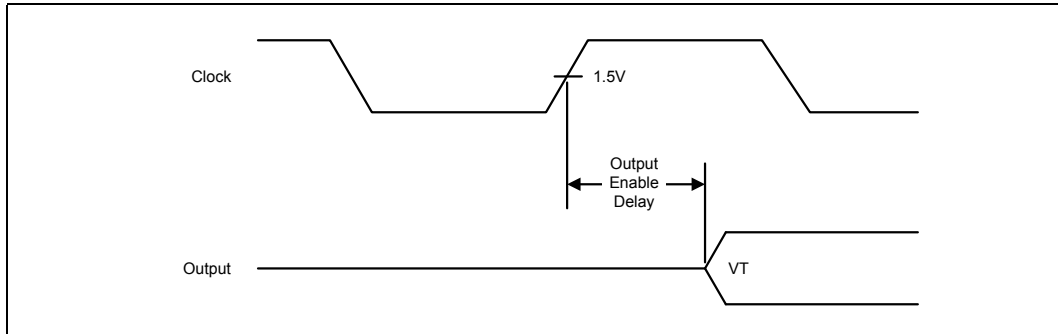 Clock
1.5V
Output
Enable
Delay
Output
VT